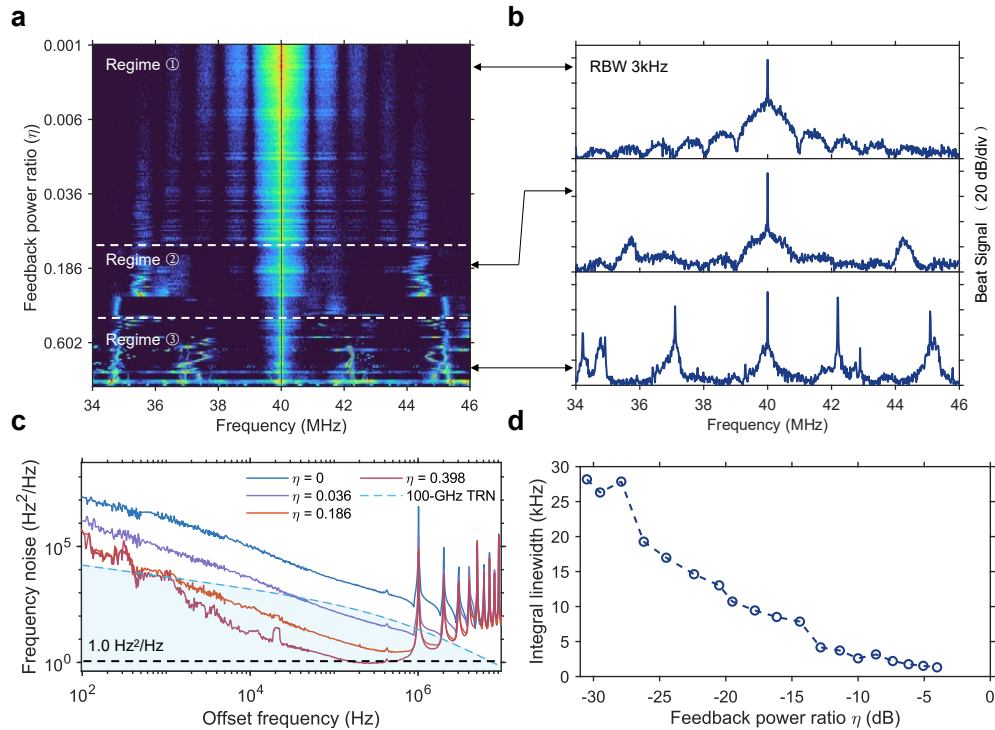 a
0.001
0.006
0.036
0.186
0.602
Feedback power ratio (η)
Regime ①
Regime ②
Regime ③
34 36 38 40 42 44 46
Frequency (MHz)
b
RBW 3kHz
Beat Signal （ 20 dB/div ）
34 36 38 40 42 44 46
Frequency (MHz)
c
Frequency noise (Hz²/Hz)
10⁵
10⁰
η = 0
η = 0.036
η = 0.186
η = 0.398
100-GHz TRN
1.0 Hz²/Hz
10² 10⁴ 10⁶
Offset frequency (Hz)
d
Integral linewidth (kHz)
30
25
20
15
10
5
0
-30 -25 -20 -15 -10 -5 0
Feedback power ratio η (dB)